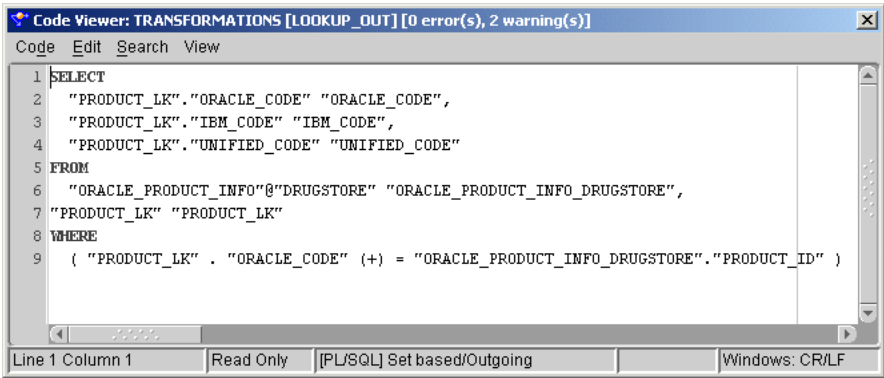 Code Viewer: TRANSFORMATIONS [LOOKUP_OUT] [0 error(s), 2 warning(s)]
Code Edit Search View
1 SELECT
2 "PRODUCT_LK"."ORACLE_CODE" "ORACLE_CODE",
3 "PRODUCT_LK"."IBM_CODE" "IBM_CODE",
4 "PRODUCT_LK"."UNIFIED_CODE" "UNIFIED_CODE"
5 FROM
6 "ORACLE_PRODUCT_INFO"@"DRUGSTORE" "ORACLE_PRODUCT_INFO_DRUGSTORE",
7 "PRODUCT_LK" "PRODUCT_LK"
8 WHERE
9 ( "PRODUCT_LK" . "ORACLE_CODE" (+) = "ORACLE_PRODUCT_INFO_DRUGSTORE"."PRODUCT_ID" )
Line 1 Column 1 Read Only [PL/SQL] Set based/Outgoing Windows: CR/LF